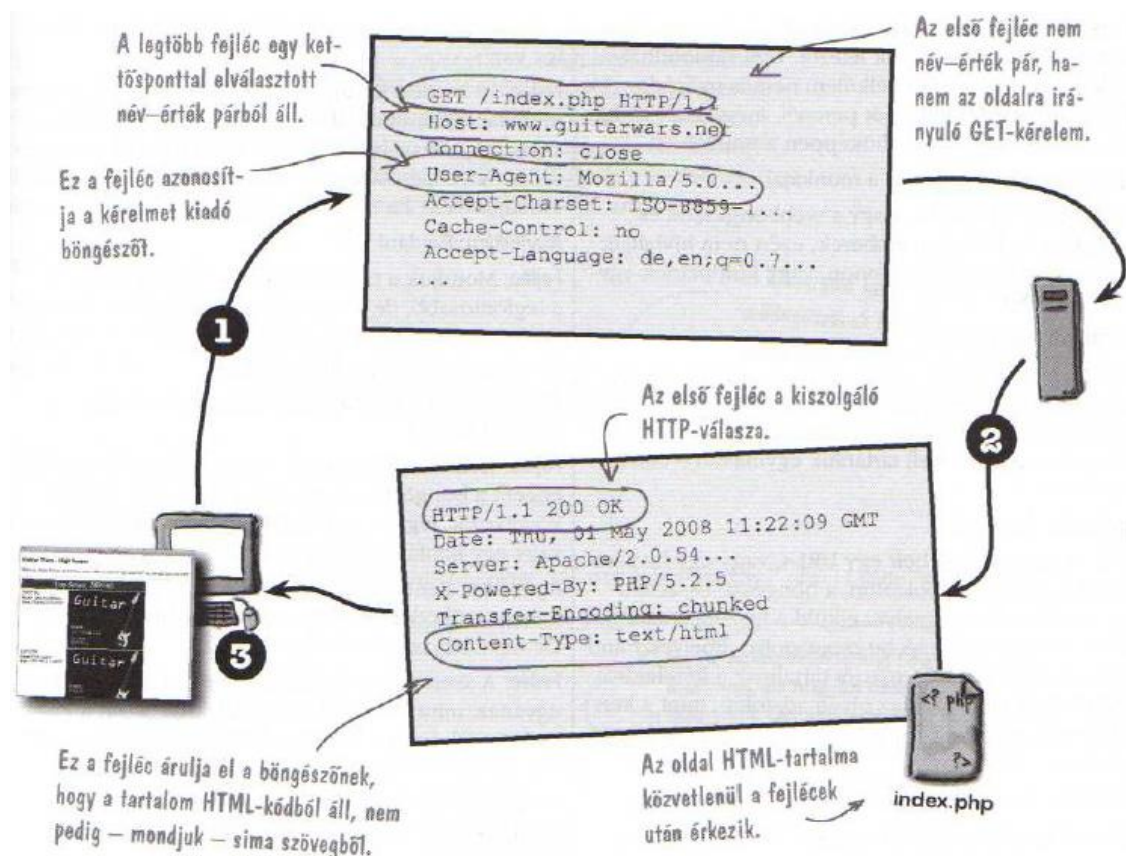 A legtöbb fejléc egy ket-
tősponttal elválasztott
név–érték párból áll.
Az első fejléc nem
név–érték pár, ha-
nem az oldalra irá-
nyuló GET-kérelem.
Ez a fejléc azonosít-
ja a kérelmet kiadó
böngészőt.
GET /index.php HTTP/1.1
Host: www.guitarwars.net
Connection: close
User-Agent: Mozilla/5.0...
Accept-Charset: ISO-8859-1...
Cache-Control: no
Accept-Language: de,en;q=0.7...
....
1
2
Az első fejléc a kiszolgáló
HTTP-válasza.
HTTP/1.1 200 OK
Date: Thu, 01 May 2008 11:22:09 GMT
Server: Apache/2.0.54...
X-Powered-By: PHP/5.2.5
Transfer-Encoding: chunked
Content-Type: text/html
Guitar
Guitar
3
<? php
?>
index.php
Ez a fejléc árulja el a böngészőnek,
hogy a tartalom HTML-kódból áll, nem
pedig — mondjuk — sima szövegből.
Az oldal HTML-tartalma
közvetlenül a fejlécek
után érkezik.